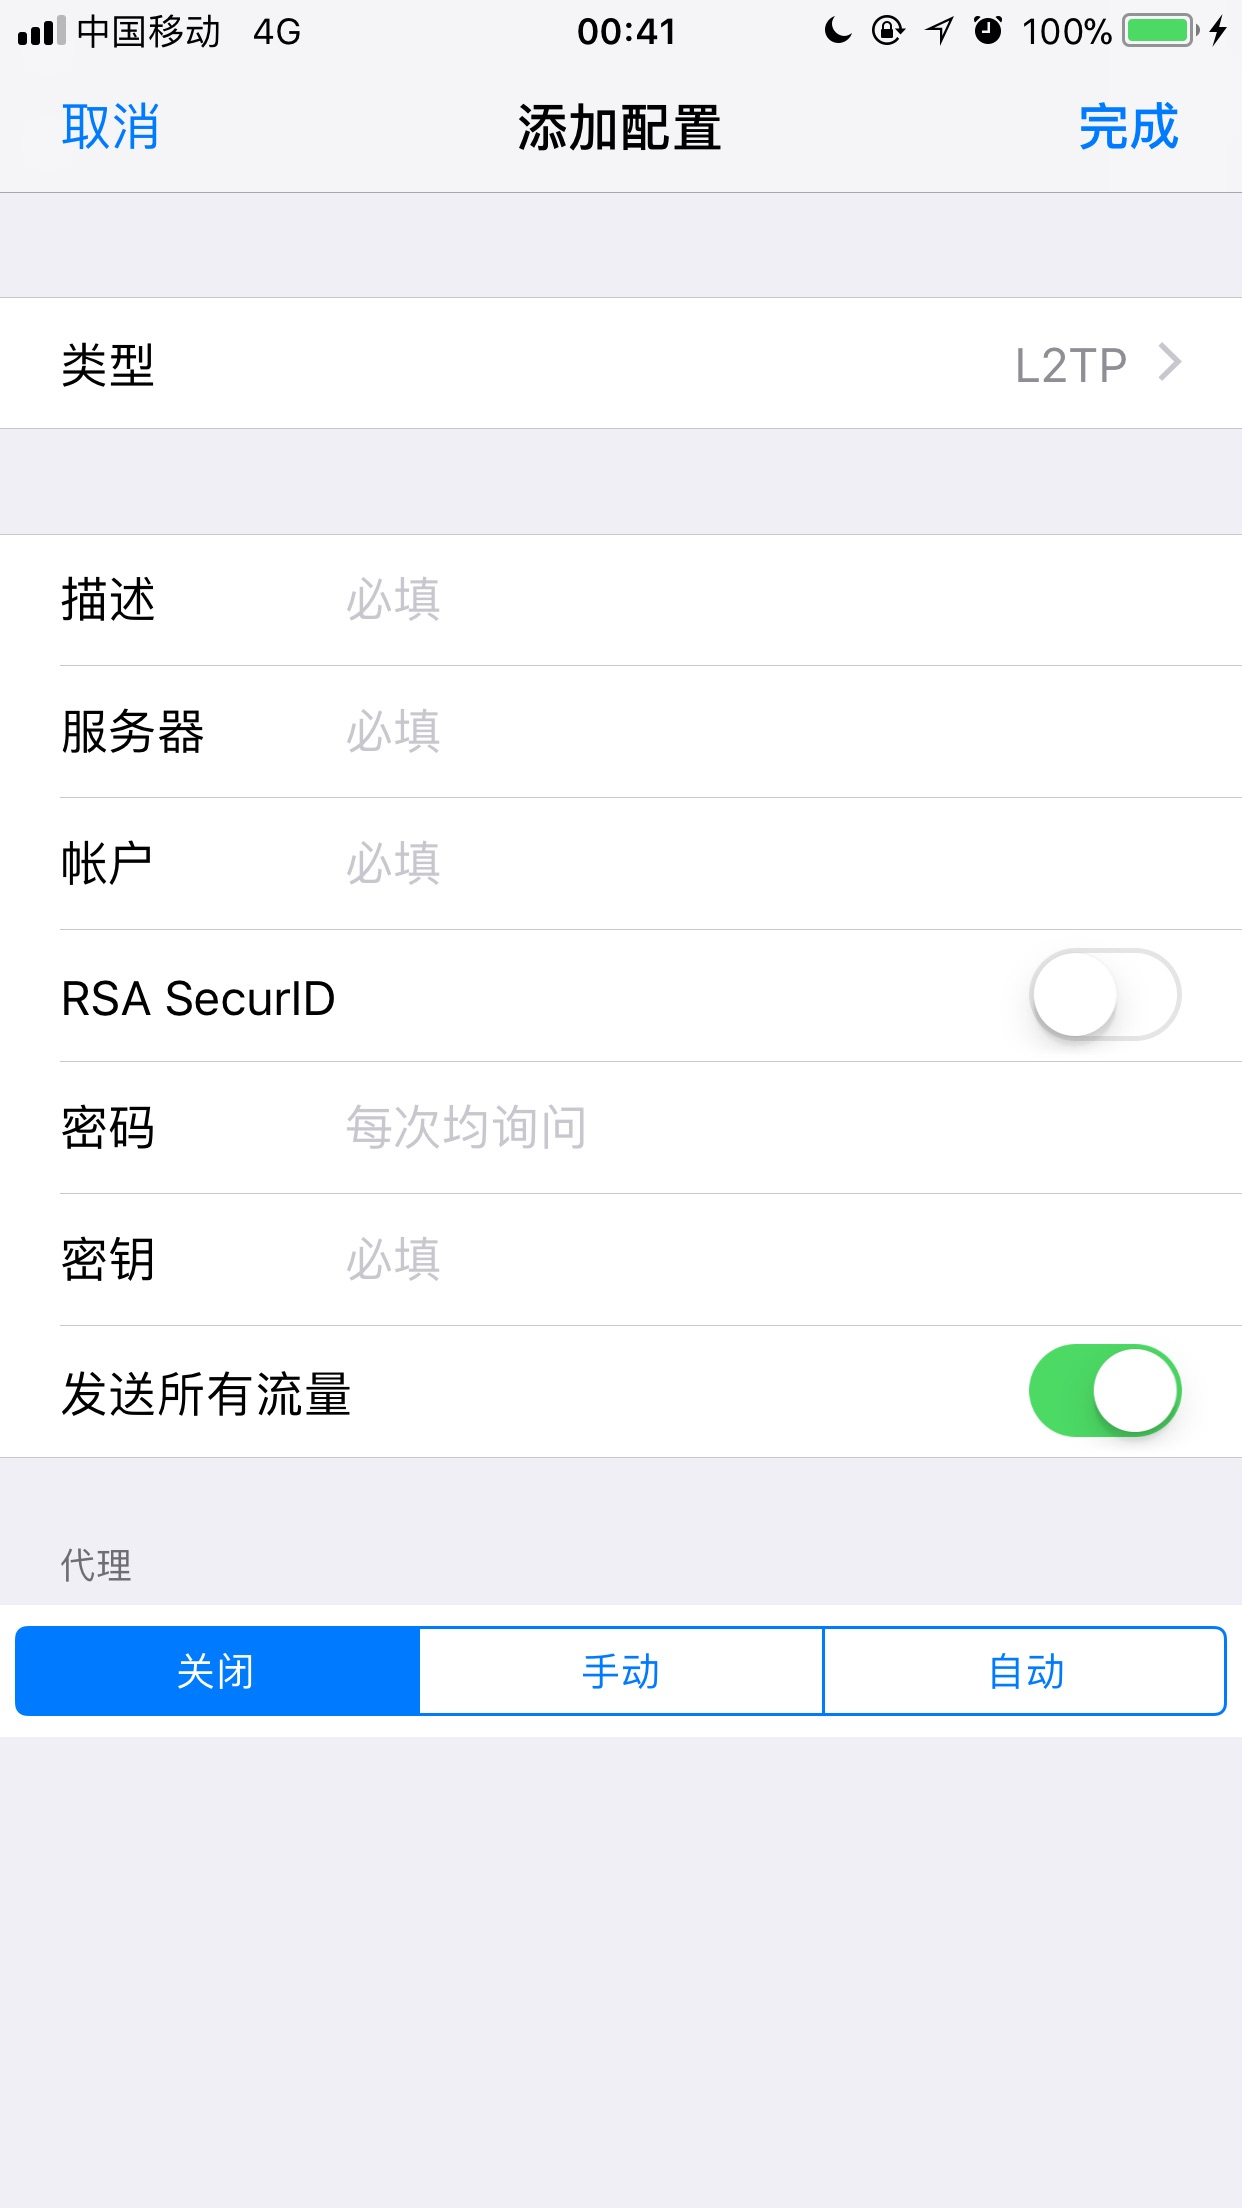 中国移动 4G 00:41 100%
取消 添加配置 完成
类型 L2TP
描述 必填
服务器 必填
帐户 必填
RSA SecurID
密码 每次均询问
密钥 必填
发送所有流量
代理
关闭 手动 自动